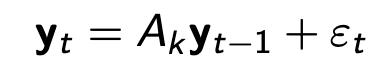 𝐲ₜ = Aₖ𝐲ₜ₋₁ + εₜ